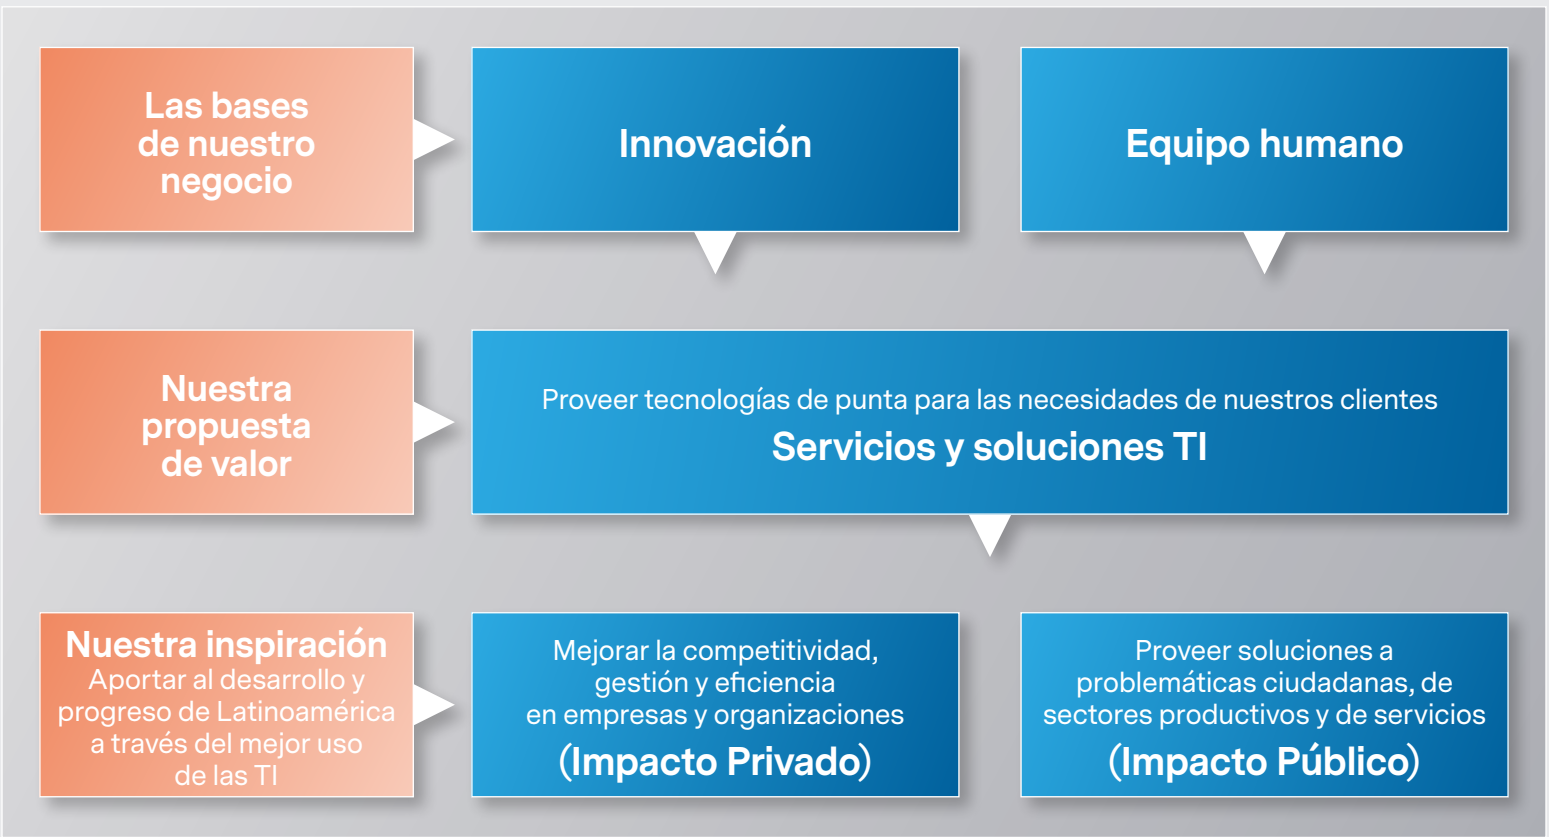 Las bases
de nuestro
negocio
Innovación
Equipo humano
Nuestra
propuesta
de valor
Proveer tecnologías de punta para las necesidades de nuestros clientes
Servicios y soluciones TI
Nuestra inspiración
Aportar al desarrollo y
progreso de Latinoamérica
a través del mejor uso
de las TI
Mejorar la competitividad,
gestión y eficiencia
en empresas y organizaciones
(Impacto Privado)
Proveer soluciones a
problemáticas ciudadanas, de
sectores productivos y de servicios
(Impacto Público)